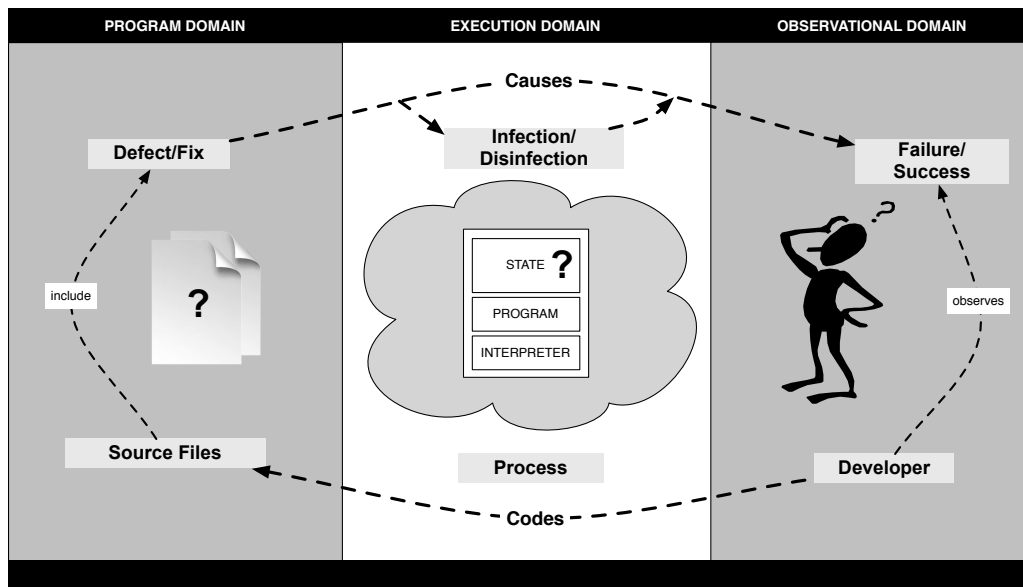 PROGRAM DOMAIN
EXECUTION DOMAIN
OBSERVATIONAL DOMAIN
Causes
Defect/Fix
Infection/
Disinfection
Failure/
Success
?
include
?
STATE ?
PROGRAM
INTERPRETER
observes
Source Files
Process
Developer
Codes